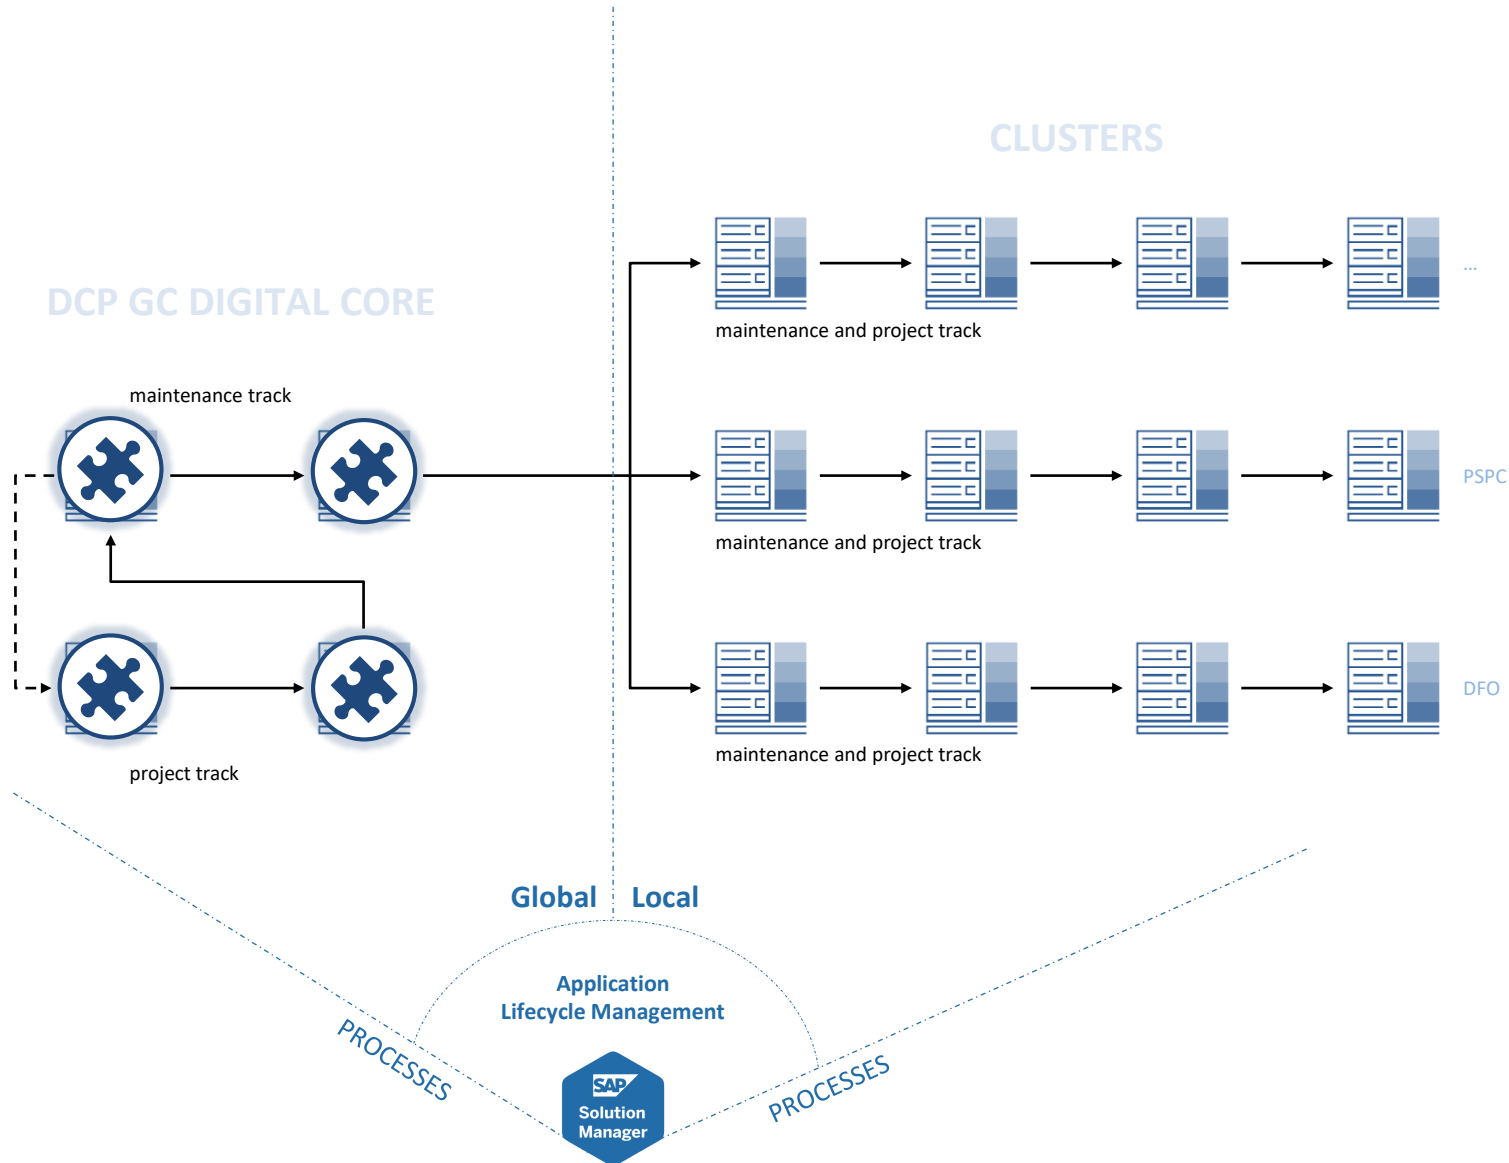 CLUSTERS
...
maintenance and project track
DCP GC DIGITAL CORE
maintenance track
PSPC
maintenance and project track
DFO
maintenance and project track
project track
Global
Local
Application
Lifecycle Management
PROCESSES
PROCESSES
SAP
Solution
Manager